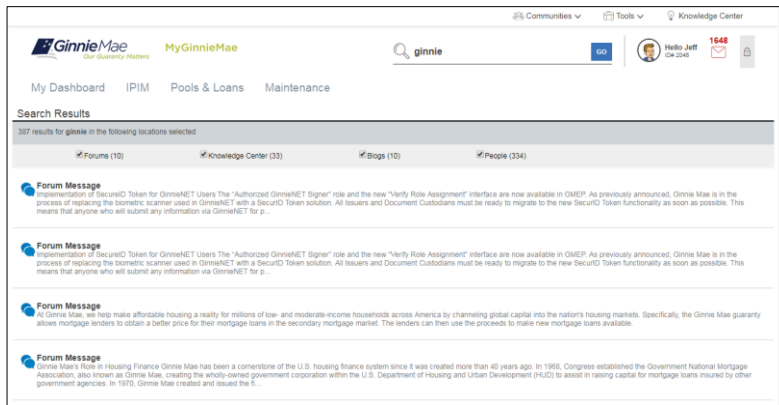 Communities Tools Knowledge Center
GinnieMae
Our Guaranty Matters
MyGinnieMae
ginnie
GO
Hello Jeff
ID# 2045
1648
My Dashboard IPIM Pools & Loans Maintenance
Search Results
387 results for ginnie in the following locations selected
Forums (10) Knowledge Center (33) Blogs (10) People (334)
Forum Message
Implementation of SecureID Token for GinnieNET Users The "Authorized GinnieNET Signer" role and the new "Verify Role Assignment" interface are now available in GMEP. As previously announced, Ginnie Mae is in the
process of replacing the biometric scanner used in GinnieNET with a SecurID Token solution. All Issuers and Document Custodians must be ready to migrate to the new SecurID Token functionality as soon as possible. This
means that anyone who will submit any information via GinnieNET for p...
Forum Message
Implementation of SecureID Token for GinnieNET Users The "Authorized GinnieNET Signer" role and the new "Verify Role Assignment" interface are now available in GMEP. As previously announced, Ginnie Mae is in the
process of replacing the biometric scanner used in GinnieNET with a SecurID Token solution. All Issuers and Document Custodians must be ready to migrate to the new SecurID Token functionality as soon as possible. This
means that anyone who will submit any information via GinnieNET for p...
Forum Message
At Ginnie Mae, we help make affordable housing a reality for millions of low- and moderate-income households across America by channeling global capital into the nation's housing markets. Specifically, the Ginnie Mae guaranty
allows mortgage lenders to obtain a better price for their mortgage loans in the secondary mortgage market. The lenders can then use the proceeds to make new mortgage loans available.
Forum Message
Ginnie Mae's Role in Housing Finance Ginnie Mae has been a cornerstone of the U.S. housing finance system since it was created more than 40 years ago. In 1968, Congress established the Government National Mortgage
Association, also known as Ginnie Mae, creating the wholly-owned government corporation within the U.S. Department of Housing and Urban Development (HUD) to assist in raising capital for mortgage loans insured by other
government agencies. In 1970, Ginnie Mae created and issued the fi...